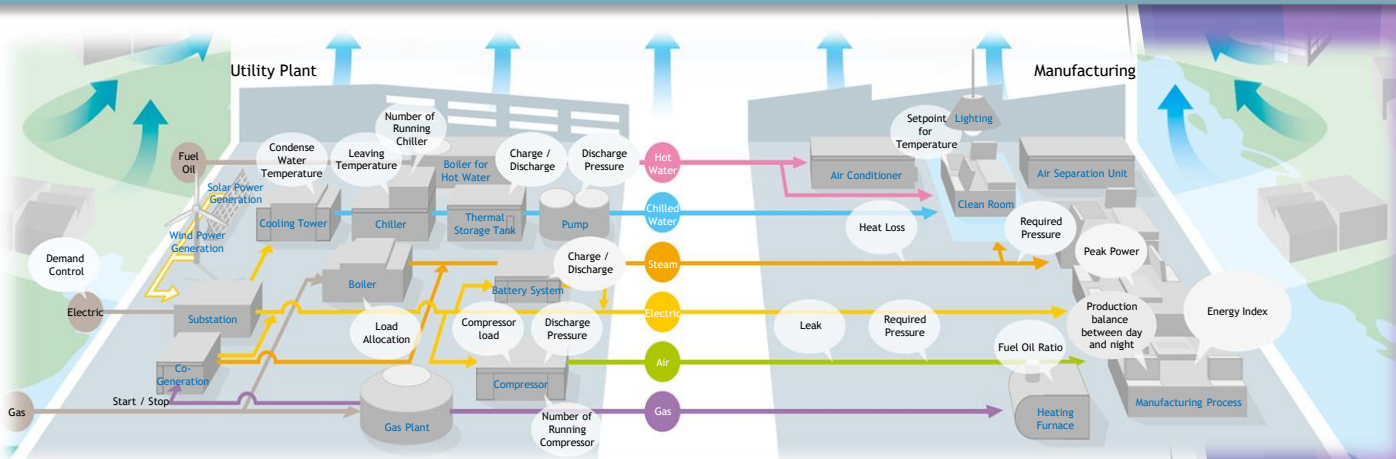 Utility Plant
Manufacturing
Number of
Running
Chiller
Setpoint
for
Temperature
Lighting
Fuel
Oil
Condense
Water
Temperature
Leaving
Temperature
Boiler for
Hot Water
Charge /
Discharge
Discharge
Pressure
Hot
Water
Air Conditioner
Air Separation Unit
Solar Power
Generation
Clean Room
Cooling Tower
Chiller
Thermal
Storage Tank
Pump
Chilled
Water
Heat Loss
Required
Pressure
Wind Power
Generation
Demand
Control
Charge /
Discharge
Steam
Peak Power
Boiler
Battery System
Electric
Substation
Load
Allocation
Compressor
load
Discharge
Pressure
Electric
Leak
Required
Pressure
Production
balance
between day
and night
Energy Index
Fuel Oil Ratio
Co-
Generation
Compressor
Air
Start / Stop
Gas
Gas Plant
Number of
Running
Compressor
Gas
Heating
Furnace
Manufacturing Process